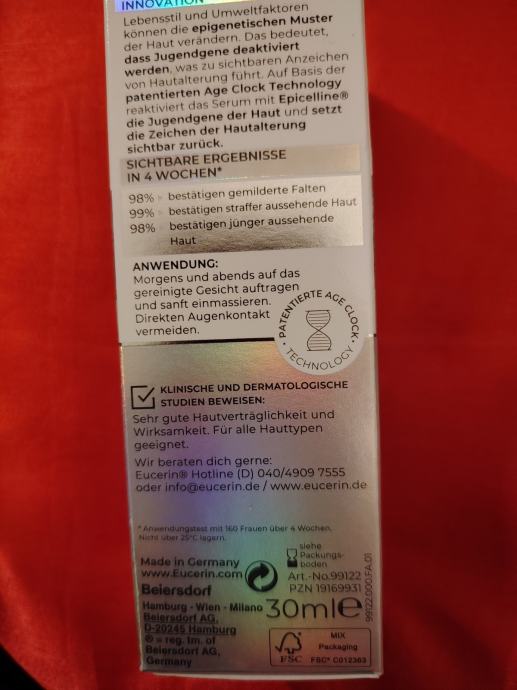 INNOVATION
Lebensstil und Umweltfaktoren
können die epigenetischen Muster
der Haut verändern. Das bedeutet,
dass Jugendgene deaktiviert
werden, was zu sichtbaren Anzeichen
von Hautalterung führt. Auf Basis der
patentierten Age Clock Technology
reaktiviert das Serum mit Epicelline®
die Jugendgene der Haut und setzt
die Zeichen der Hautalterung
sichtbar zurück.
SICHTBARE ERGEBNISSE
IN 4 WOCHEN*
98% bestätigen gemilderte Falten
99% bestätigen straffer aussehende Haut
98% bestätigen jünger aussehende
Haut
ANWENDUNG:
Morgens und abends auf das
gereinigte Gesicht auftragen
und sanft einmassieren.
Direkten Augenkontakt
vermeiden.
PATENTIERTE AGE CLOCK
• TECHNOLOGY •
KLINISCHE UND DERMATOLOGISCHE
STUDIEN BEWEISEN:
Sehr gute Hautverträglichkeit und
Wirksamkeit. Für alle Hauttypen
geeignet.
Wir beraten dich gerne:
Eucerin® Hotline (D) 040/4909 7555
oder info@eucerin.de / www.eucerin.de
* Anwendungstest mit 160 Frauen über 4 Wochen.
Nicht über 25°C lagern.
siehe
Packungs-
boden
Made in Germany
www.Eucerin.com
Art.-No.99122
PZN 19169931
Beiersdorf
Hamburg - Wien - Milano
Beiersdorf AG,
D-20245 Hamburg
® = reg. tm. of
Beiersdorf AG,
Germany
30ml℮
99122.000.FA.01
FSC
MIX
Packaging
FSC® C012363